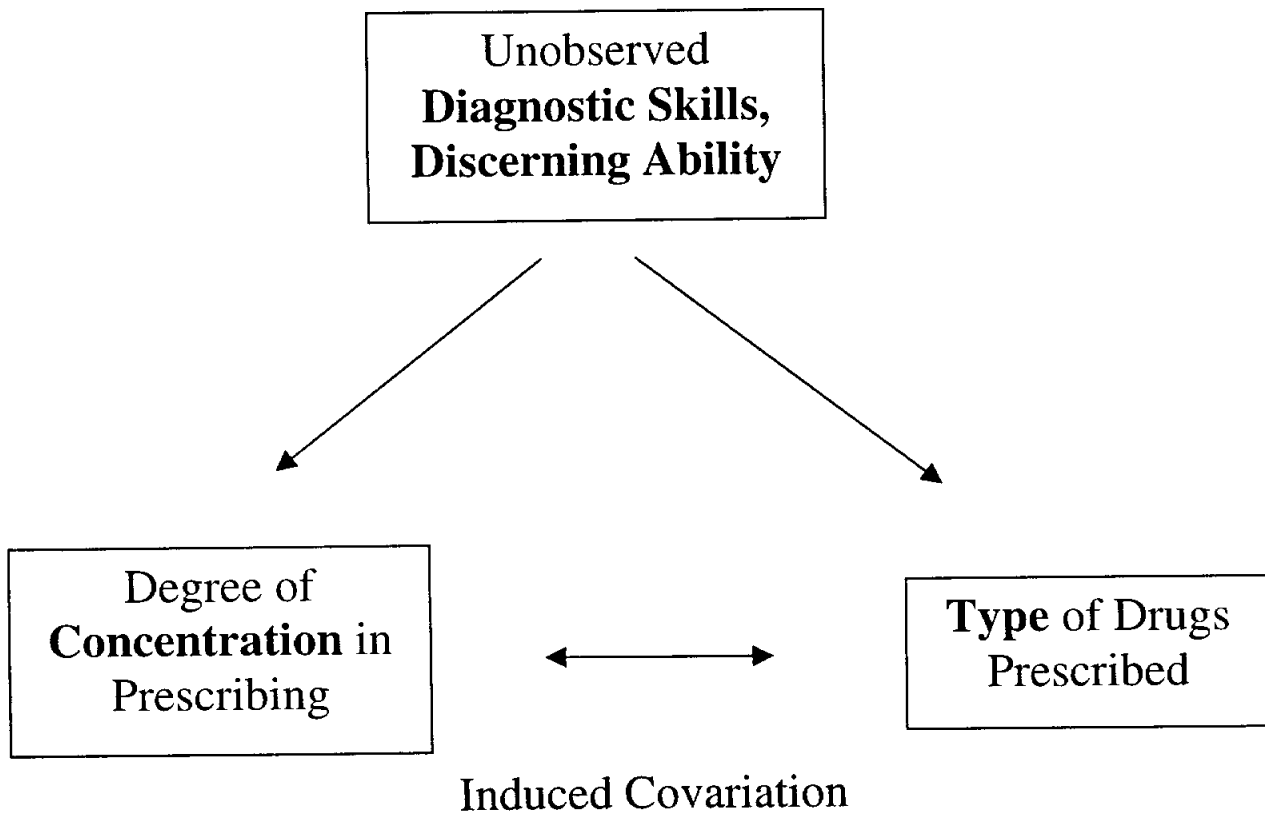 Unobserved
Diagnostic Skills,
Discerning Ability
Degree of
Concentration in
Prescribing
Type of Drugs
Prescribed
Induced Covariation